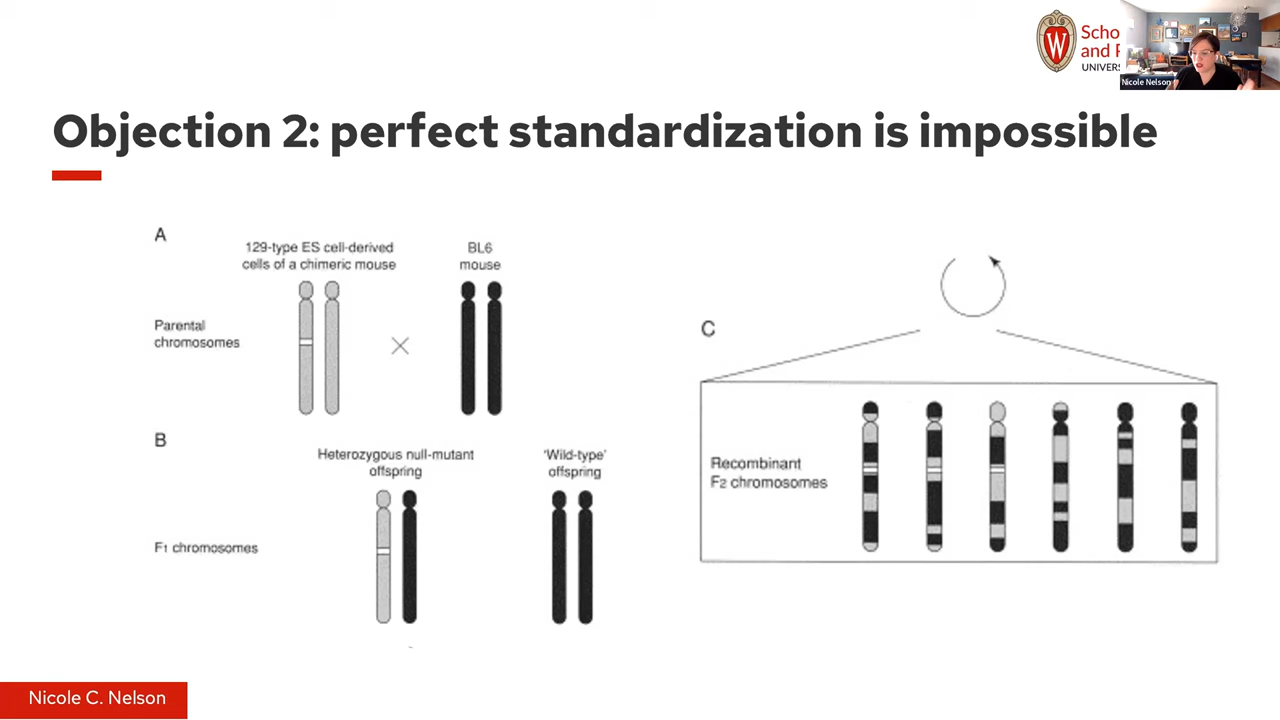 Scho
and
UNIVERS
Nicole Nelson
Objection 2: perfect standardization is impossible
A
129-type ES cell-derived
cells of a chimeric mouse
BL6
mouse
Parental
chromosomes
B
Heterozygous null-mutant
offspring
'Wild-type'
offspring
F1 chromosomes
C
Recombinant
F2 chromosomes
Nicole C. Nelson